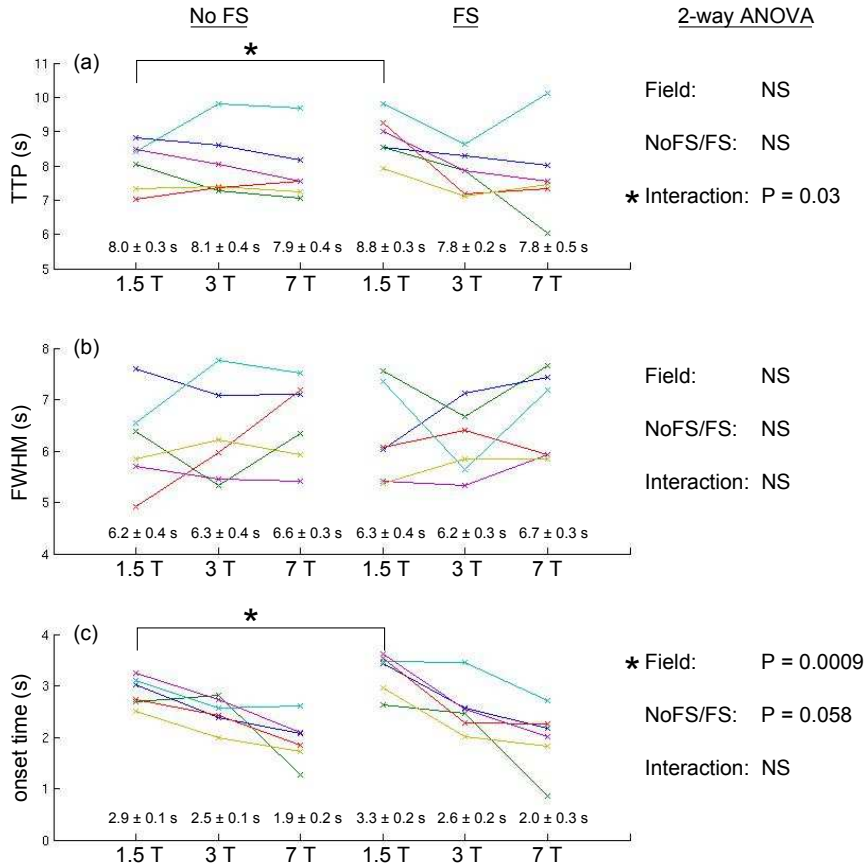 No FS FS 2-way ANOVA
(a)
*
TTP (s)
11
10
9
8
7
6
5
8.0 ± 0.3 s 8.1 ± 0.4 s 7.9 ± 0.4 s 8.8 ± 0.3 s 7.8 ± 0.2 s 7.8 ± 0.5 s
1.5 T 3 T 7 T 1.5 T 3 T 7 T
Field: NS
NoFS/FS: NS
* Interaction: P = 0.03
(b)
FWHM (s)
8
7
6
5
4
6.2 ± 0.4 s 6.3 ± 0.4 s 6.6 ± 0.3 s 6.3 ± 0.4 s 6.2 ± 0.3 s 6.7 ± 0.3 s
1.5 T 3 T 7 T 1.5 T 3 T 7 T
Field: NS
NoFS/FS: NS
Interaction: NS
(c)
*
onset time (s)
4
3
2
1
0
2.9 ± 0.1 s 2.5 ± 0.1 s 1.9 ± 0.2 s 3.3 ± 0.2 s 2.6 ± 0.2 s 2.0 ± 0.3 s
1.5 T 3 T 7 T 1.5 T 3 T 7 T
* Field: P = 0.0009
NoFS/FS: P = 0.058
Interaction: NS